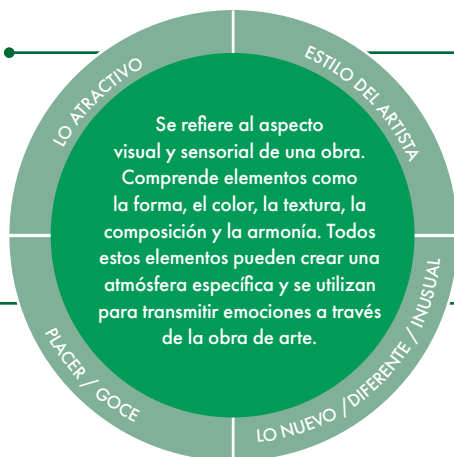 LO ATRACTIVO
ESTILO DEL ARTISTA
Se refiere al aspecto
visual y sensorial de una obra.
Comprende elementos como
la forma, el color, la textura, la
composición y la armonía. Todos
estos elementos pueden crear una
atmósfera específica y se utilizan
para transmitir emociones a través
de la obra de arte.
PLACER / GOCE
LO NUEVO / DIFERENTE / INUSUAL